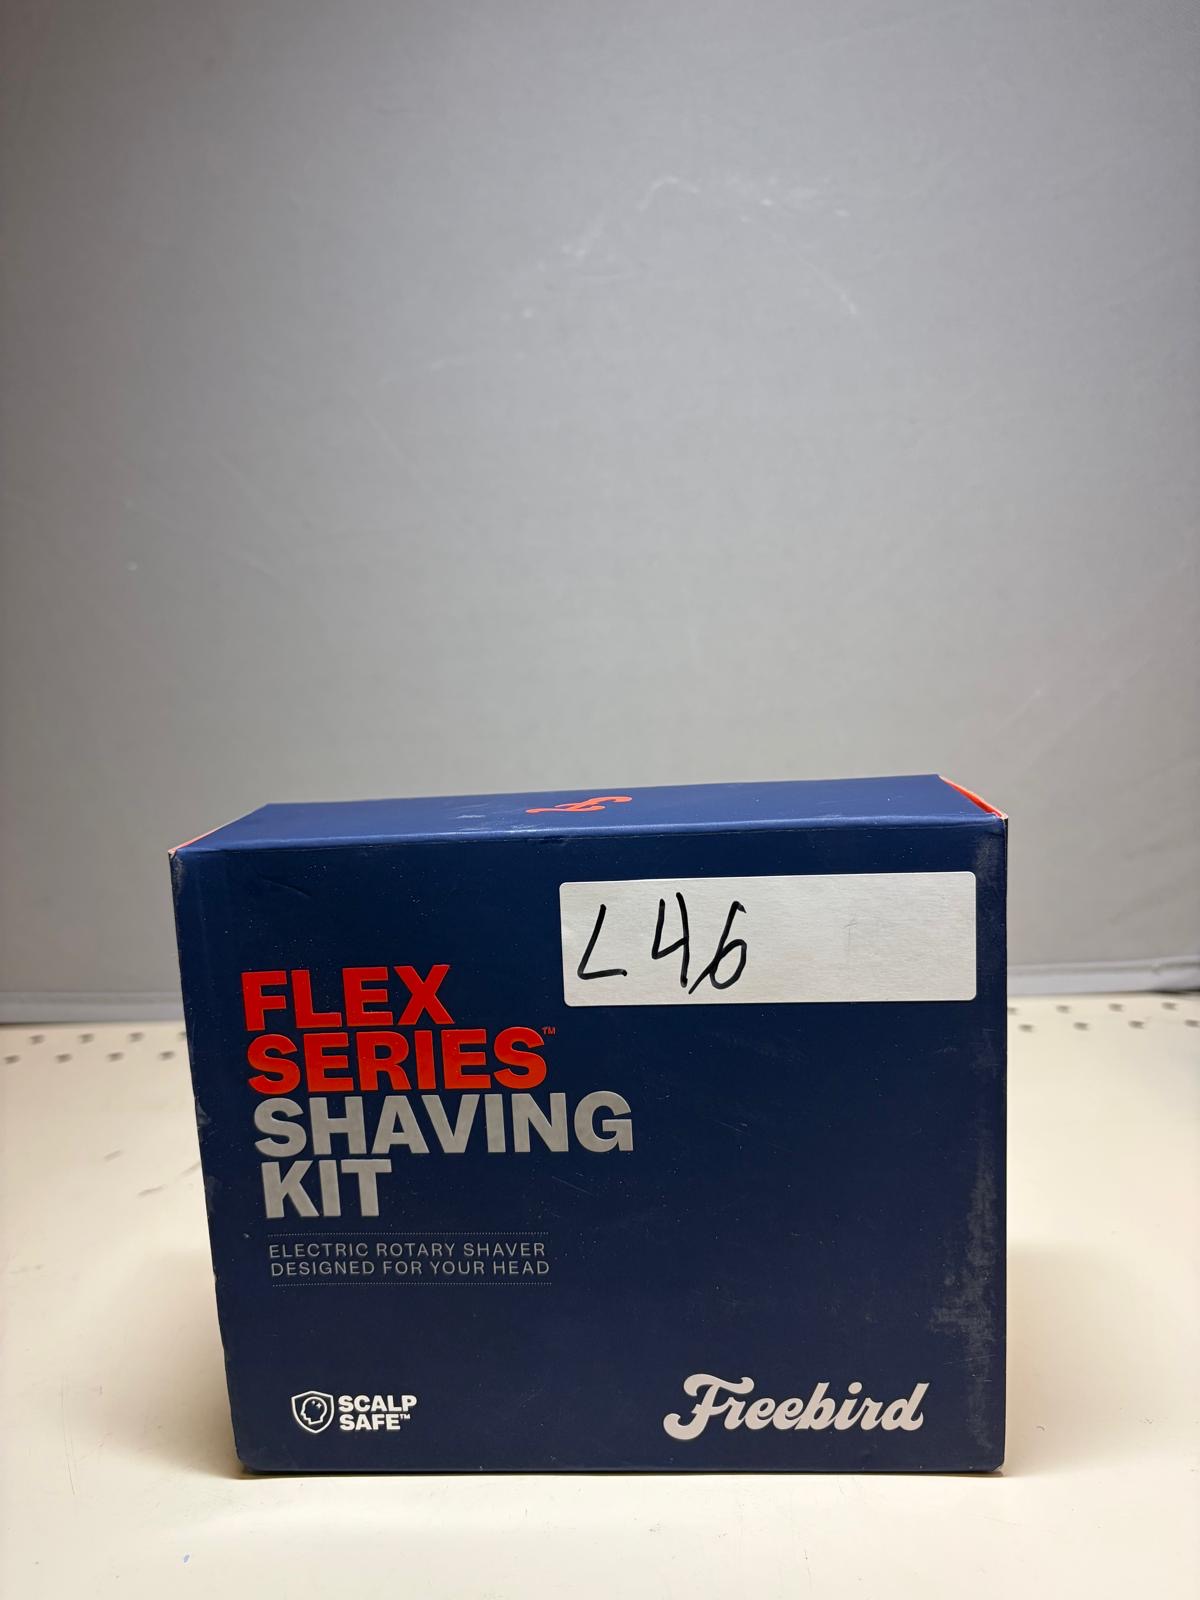 L46
FLEX
SERIES™
SHAVING
KIT
ELECTRIC ROTARY SHAVER
DESIGNED FOR YOUR HEAD
SCALP
SAFE™
Freebird